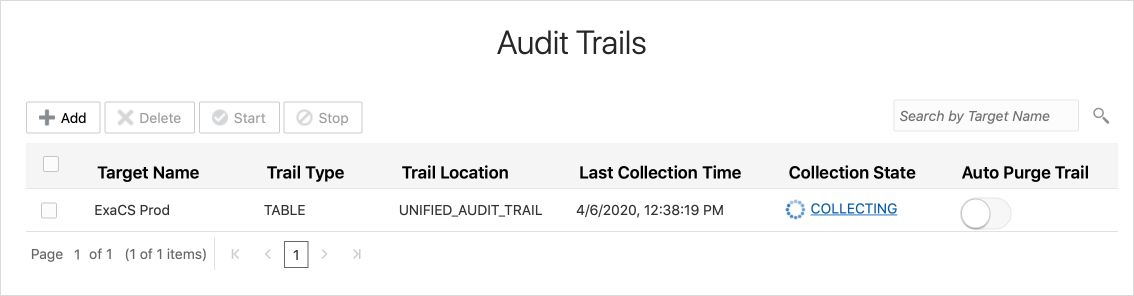 Audit Trails
Add Delete Start Stop Search by Target Name
Target Name Trail Type Trail Location Last Collection Time Collection State Auto Purge Trail
ExaCS Prod TABLE UNIFIED_AUDIT_TRAIL 4/6/2020, 12:38:19 PM COLLECTING
Page 1 of 1 (1 of 1 items) 1